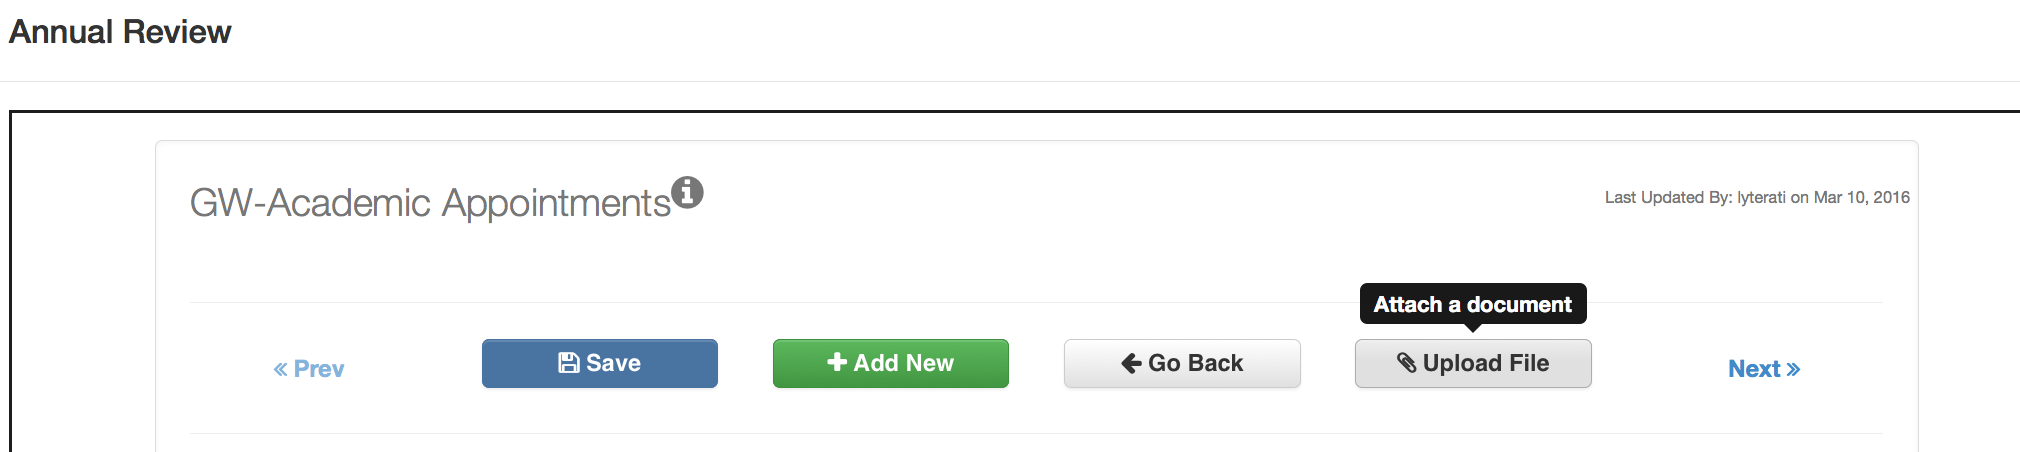 Annual Review
GW-Academic Appointments
Last Updated By: lyterati on Mar 10, 2016
Attach a document
« Prev
Save
Add New
Go Back
Upload File
Next »